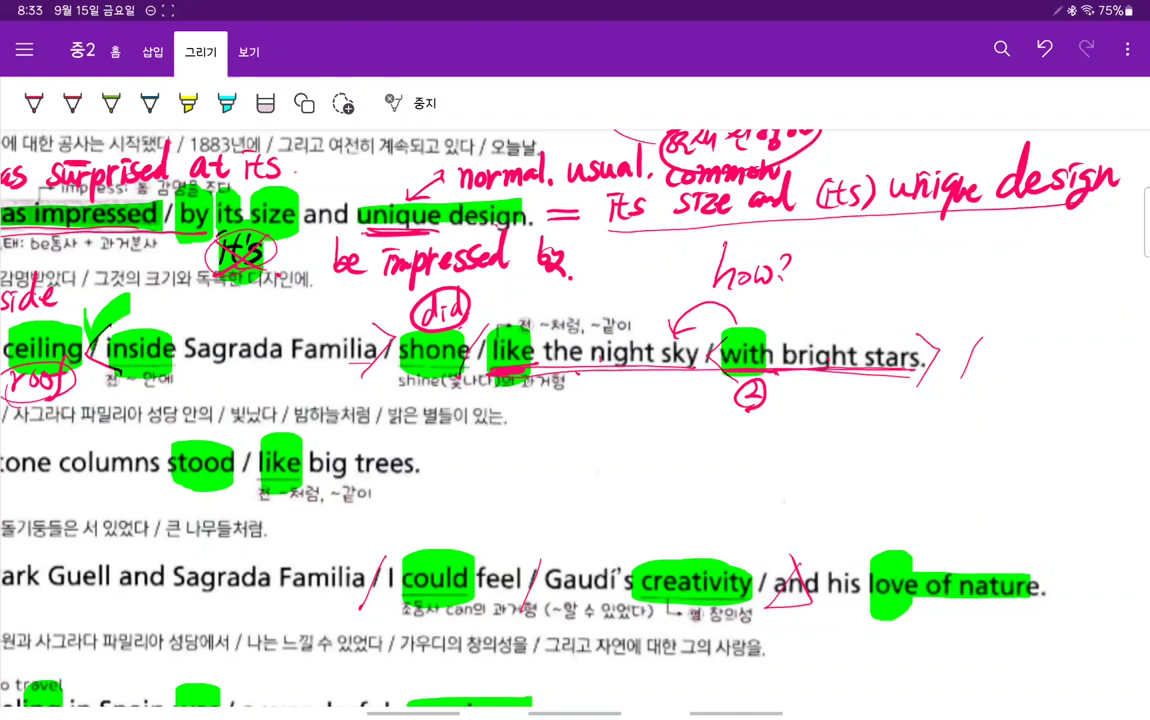 8:33 9월 15일 금요일 75%
중2 홈 삽입 그리기 보기
중지
에 대한 공사는 시작됐다 / 1883년에 / 그리고 여전히 계속되고 있다 / 오늘날.
as surprised at its.
normal. usual. common
impress: 동 감명을 주다
as impressed / by its size and unique design. = its size and (its) unique design
태: be동사 + 과거분사
it's
be impressed by.
감명받았다 / 그것의 크기와 독특한 디자인에.
how?
side
did
전 ~처럼, ~같이
ceiling / inside Sagrada Familia / shone / like the night sky / with bright stars. /
roof
전 ~ 안에
shine(빛나다)의 과거형
2
/ 사그라다 파밀리아 성당 안의 / 빛났다 / 밤하늘처럼 / 밝은 별들이 있는.
tone columns stood / like big trees.
전 ~처럼, ~같이
돌기둥들은 서 있었다 / 큰 나무들처럼.
ark Guell and Sagrada Familia / I could feel / Gaudí's creativity / and his love of nature.
조동사 can의 과거형 (~할 수 있었다)
명 창의성
원과 사그라다 파밀리아 성당에서 / 나는 느낄 수 있었다 / 가우디의 창의성을 / 그리고 자연에 대한 그의 사랑을.
o travel
in Spain